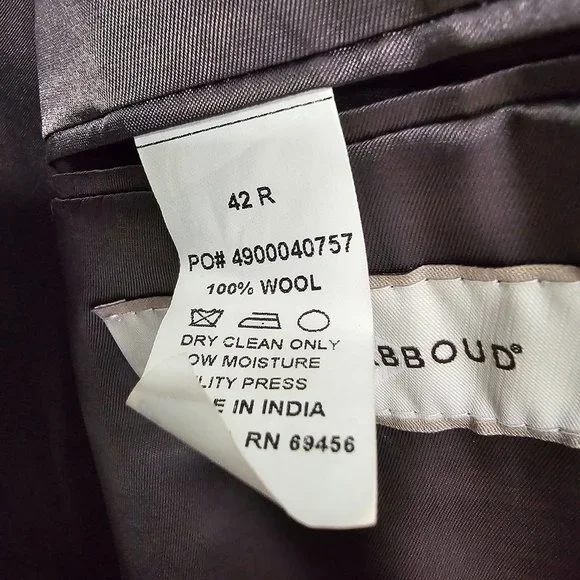 42 R
PO# 4900040757
100% WOOL
DRY CLEAN ONLY
OW MOISTURE
ILITY PRESS
E IN INDIA
RN 69456
ABBOUD®